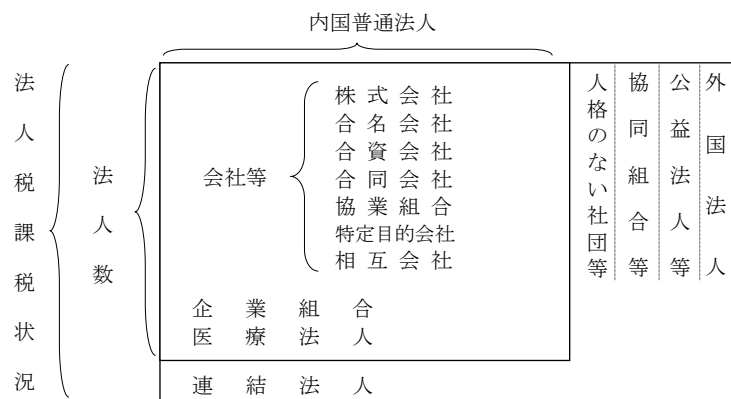 内国普通法人
法人税課税状況
法人数
会社等
株式会社
合名会社
合資会社
合同会社
協業組合
特定目的会社
相互会社
企業組合
医療法人
連結法人
人格のない社団等
協同組合等
公益法人等
外国法人